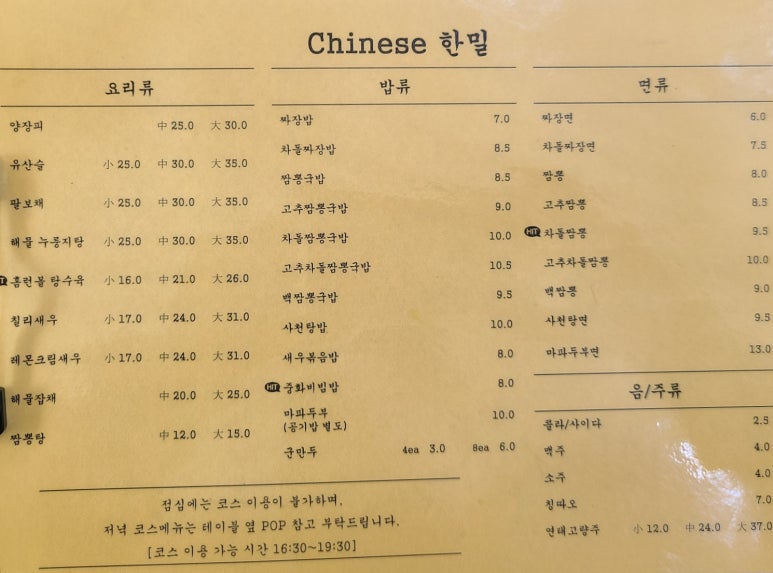 Chinese 한밀
요리류
양장피 中 25.0 大 30.0
유산슬 小 25.0 中 30.0 大 35.0
팔보채 小 25.0 中 30.0 大 35.0
해물 누룽지탕 小 25.0 中 30.0 大 35.0
홈런볼 탕수육 小 16.0 中 21.0 大 26.0
칠리새우 小 17.0 中 24.0 大 31.0
레몬크림새우 小 17.0 中 24.0 大 31.0
해물잡채 中 20.0 大 25.0
짬뽕탕 中 12.0 大 15.0
밥류
짜장밥 7.0
차돌짜장밥 8.5
짬뽕국밥 8.5
고추짬뽕국밥 9.0
차돌짬뽕국밥 10.0
고추차돌짬뽕국밥 10.5
백짬뽕국밥 9.5
사천탕밥 10.0
새우볶음밥 8.0
HIT 중화비빔밥 8.0
마파두부 10.0
(공기밥 별도)
군만두 4ea 3.0 8ea 6.0
면류
짜장면 6.0
차돌짜장면 7.5
짬뽕 8.0
고추짬뽕 8.5
HIT 차돌짬뽕 9.5
고추차돌짬뽕 10.0
백짬뽕 9.0
사천탕면 9.5
마파두부면 13.0
음/주류
콜라/사이다 2.5
맥주 4.0
소주 4.0
칭따오 7.0
연태고량주 小 12.0 中 24.0 大 37.0
점심에는 코스 이용이 불가하며,
저녁 코스메뉴는 테이블 옆 POP 참고 부탁드립니다.
[코스 이용 가능 시간 16:30~19:30]